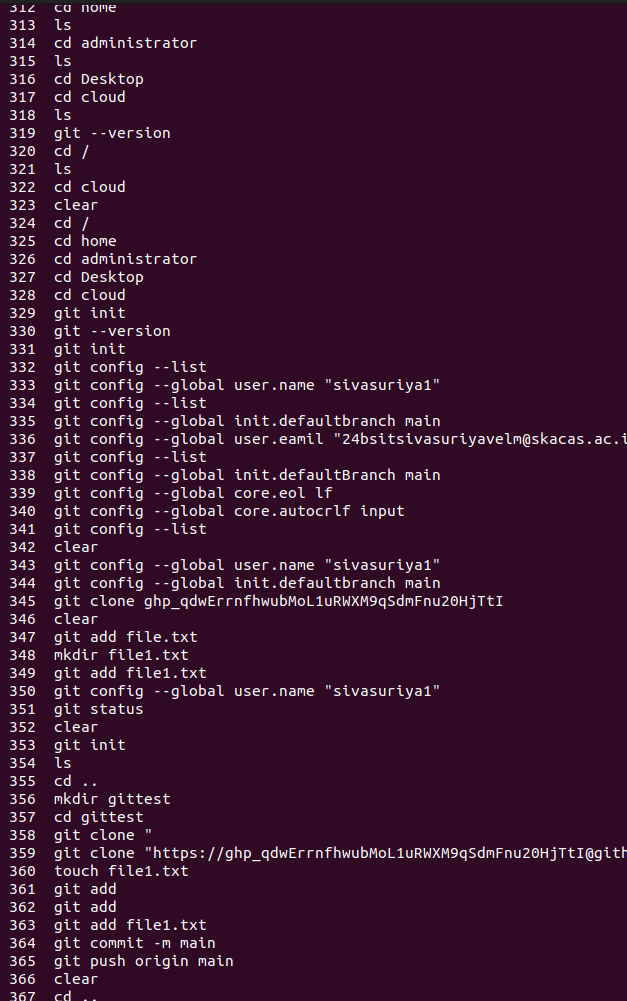 312 cd home
313 ls
314 cd administrator
315 ls
316 cd Desktop
317 cd cloud
318 ls
319 git --version
320 cd /
321 ls
322 cd cloud
323 clear
324 cd /
325 cd home
326 cd administrator
327 cd Desktop
328 cd cloud
329 git init
330 git --version
331 git init
332 git config --list
333 git config --global user.name "sivasuriya1"
334 git config --list
335 git config --global init.defaultbranch main
336 git config --global user.eamil "24bsitsivasuriyavelm@skacas.ac.i
337 git config --list
338 git config --global init.defaultBranch main
339 git config --global core.eol lf
340 git config --global core.autocrlf input
341 git config --list
342 clear
343 git config --global user.name "sivasuriya1"
344 git config --global init.defaultbranch main
345 git clone 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
346 clear
347 git add file.txt
348 mkdir file1.txt
349 git add file1.txt
350 git config --global user.name "sivasuriya1"
351 git status
352 clear
353 git init
354 ls
355 cd ..
356 mkdir gittest
357 cd gittest
358 git clone "
359 git clone "https://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@gith
360 touch file1.txt
361 git add
362 git add
363 git add file1.txt
364 git commit -m main
365 git push origin main
366 clear
367 cd ..